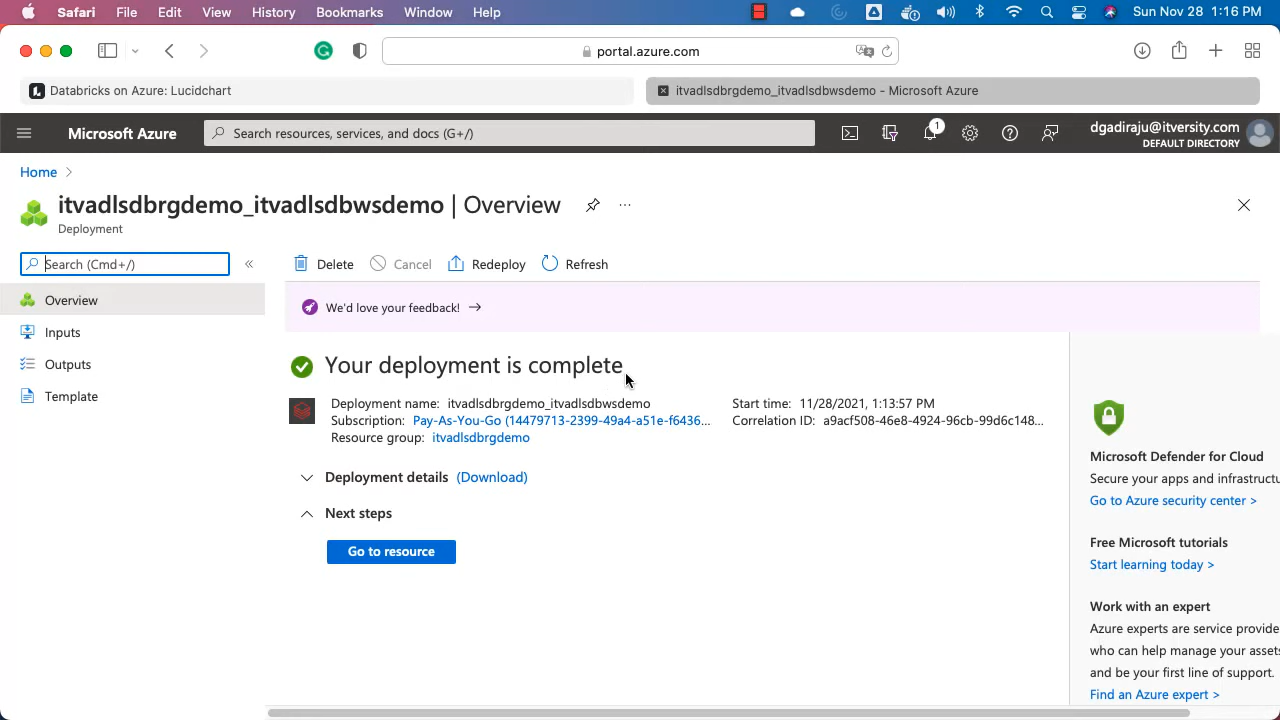 Safari File Edit View History Bookmarks Window Help Sun Nov 28 1:16 PM
portal.azure.com
Databricks on Azure: Lucidchart
itvadlsdbrgdemo_itvadlsdbwsdemo - Microsoft Azure
Microsoft Azure
Search resources, services, and docs (G+/)
1
dgadiraju@itversity.com
DEFAULT DIRECTORY
Home >
itvadlsdbrgdemo_itvadlsdbwsdemo | Overview
Deployment
Search (Cmd+/)
«
Delete
Cancel
Redeploy
Refresh
Overview
Inputs
Outputs
Template
We'd love your feedback! →
Your deployment is complete
Deployment name: itvadlsdbrgdemo_itvadlsdbwsdemo
Subscription: Pay-As-You-Go (14479713-2399-49a4-a51e-f6436...
Resource group: itvadlsdbrgdemo
Start time: 11/28/2021, 1:13:57 PM
Correlation ID: a9acf508-46e8-4924-96cb-99d6c148...
Deployment details (Download)
Next steps
Go to resource
Microsoft Defender for Cloud
Secure your apps and infrastructu
Go to Azure security center >
Free Microsoft tutorials
Start learning today >
Work with an expert
Azure experts are service provide
who can help manage your assets
and be your first line of support.
Find an Azure expert >